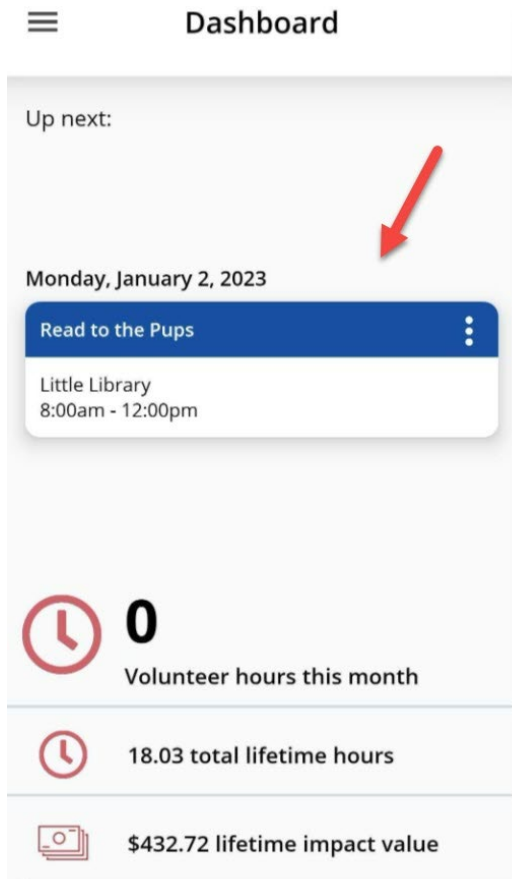 Dashboard
Up next:
Monday, January 2, 2023
Read to the Pups
Little Library
8:00am - 12:00pm
0
Volunteer hours this month
18.03 total lifetime hours
$432.72 lifetime impact value